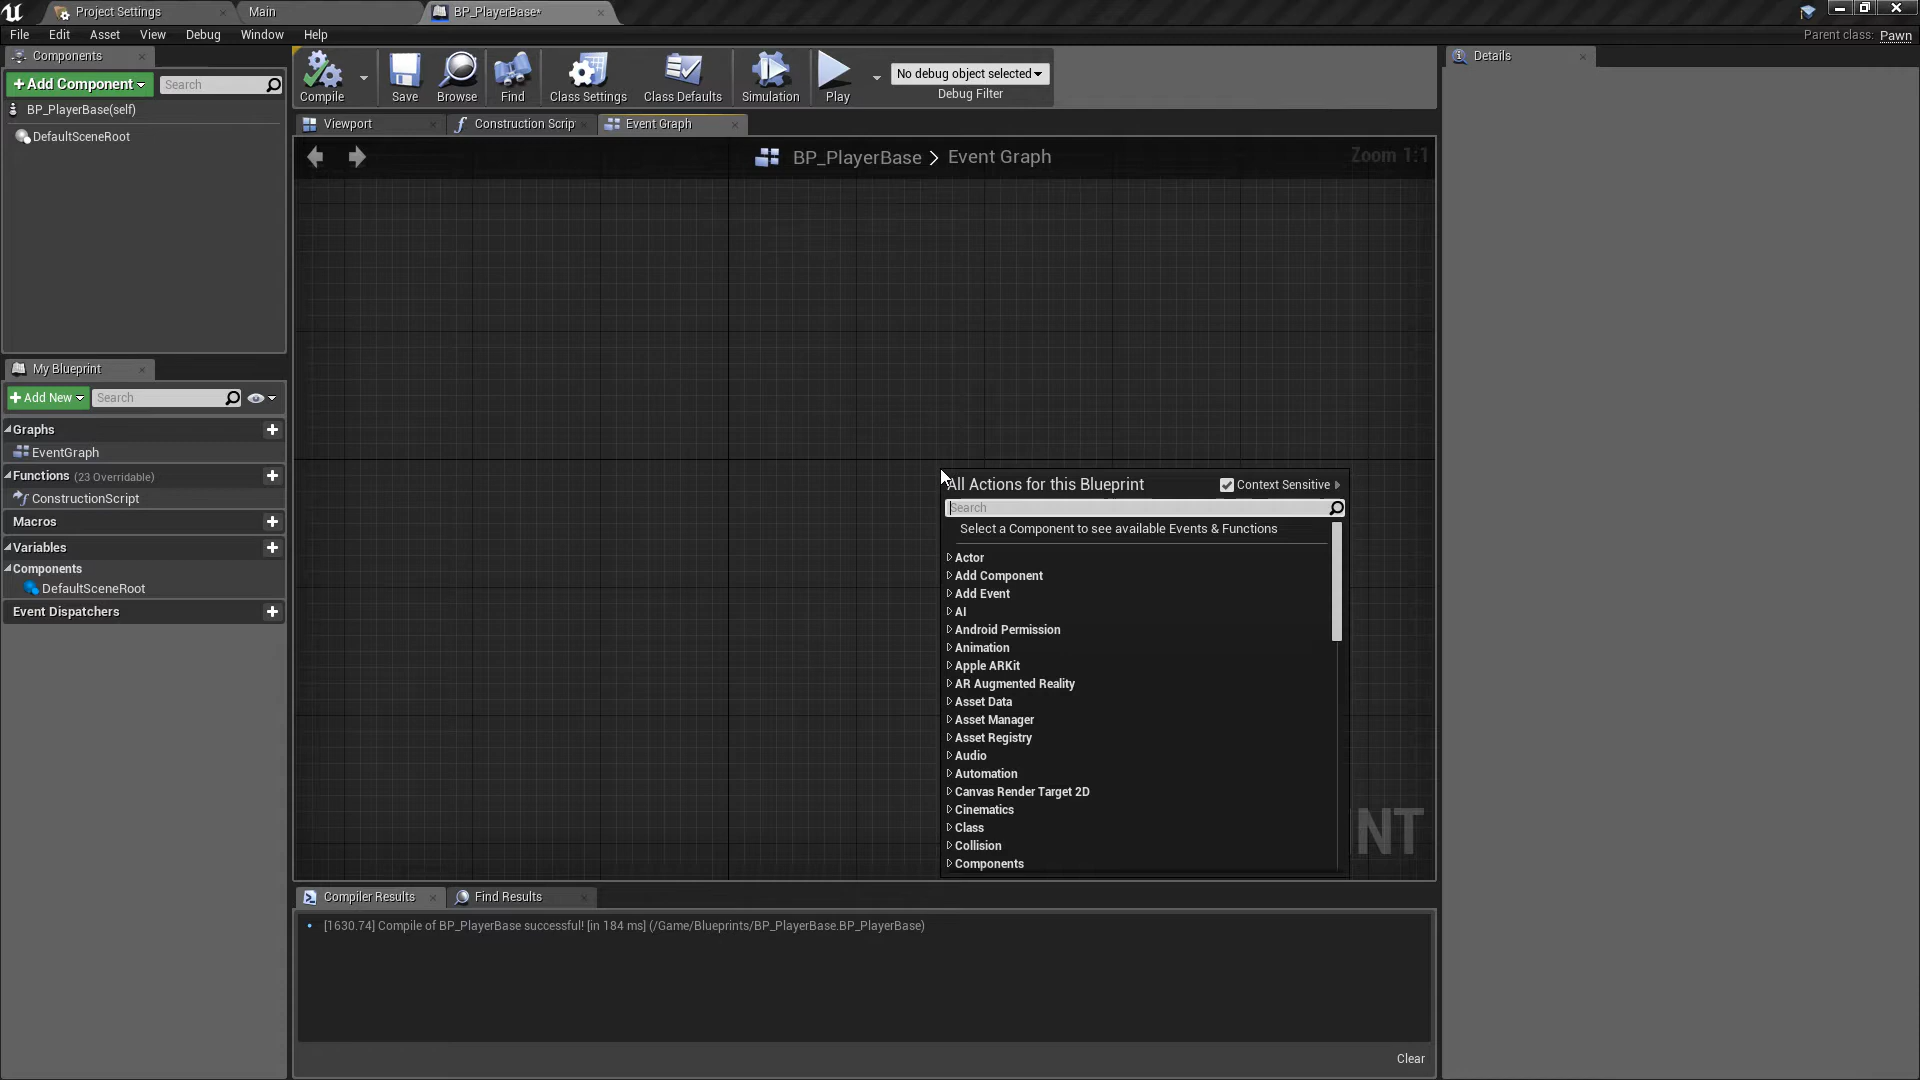 Project Settings
Main
BP_PlayerBase*
File Edit Asset View Debug Window Help
Parent class: Pawn
Components
+Add Component
Search
BP_PlayerBase(self)
DefaultSceneRoot
My Blueprint
+Add New
Search
Graphs
EventGraph
Functions (23 Overridable)
ConstructionScript
Macros
Variables
Components
DefaultSceneRoot
Event Dispatchers
Compile
Save
Browse
Find
Class Settings
Class Defaults
Simulation
Play
No debug object selected
Debug Filter
Viewport
Construction Scrip
Event Graph
BP_PlayerBase > Event Graph
Zoom 1:1
All Actions for this Blueprint
Context Sensitive
Search
Select a Component to see available Events & Functions
Actor
Add Component
Add Event
AI
Android Permission
Animation
Apple ARKit
AR Augmented Reality
Asset Data
Asset Manager
Asset Registry
Audio
Automation
Canvas Render Target 2D
Cinematics
Class
Collision
Components
NT
Compiler Results
Find Results
[1630.74] Compile of BP_PlayerBase successful! [in 184 ms] (/Game/Blueprints/BP_PlayerBase.BP_PlayerBase)
Clear
Details